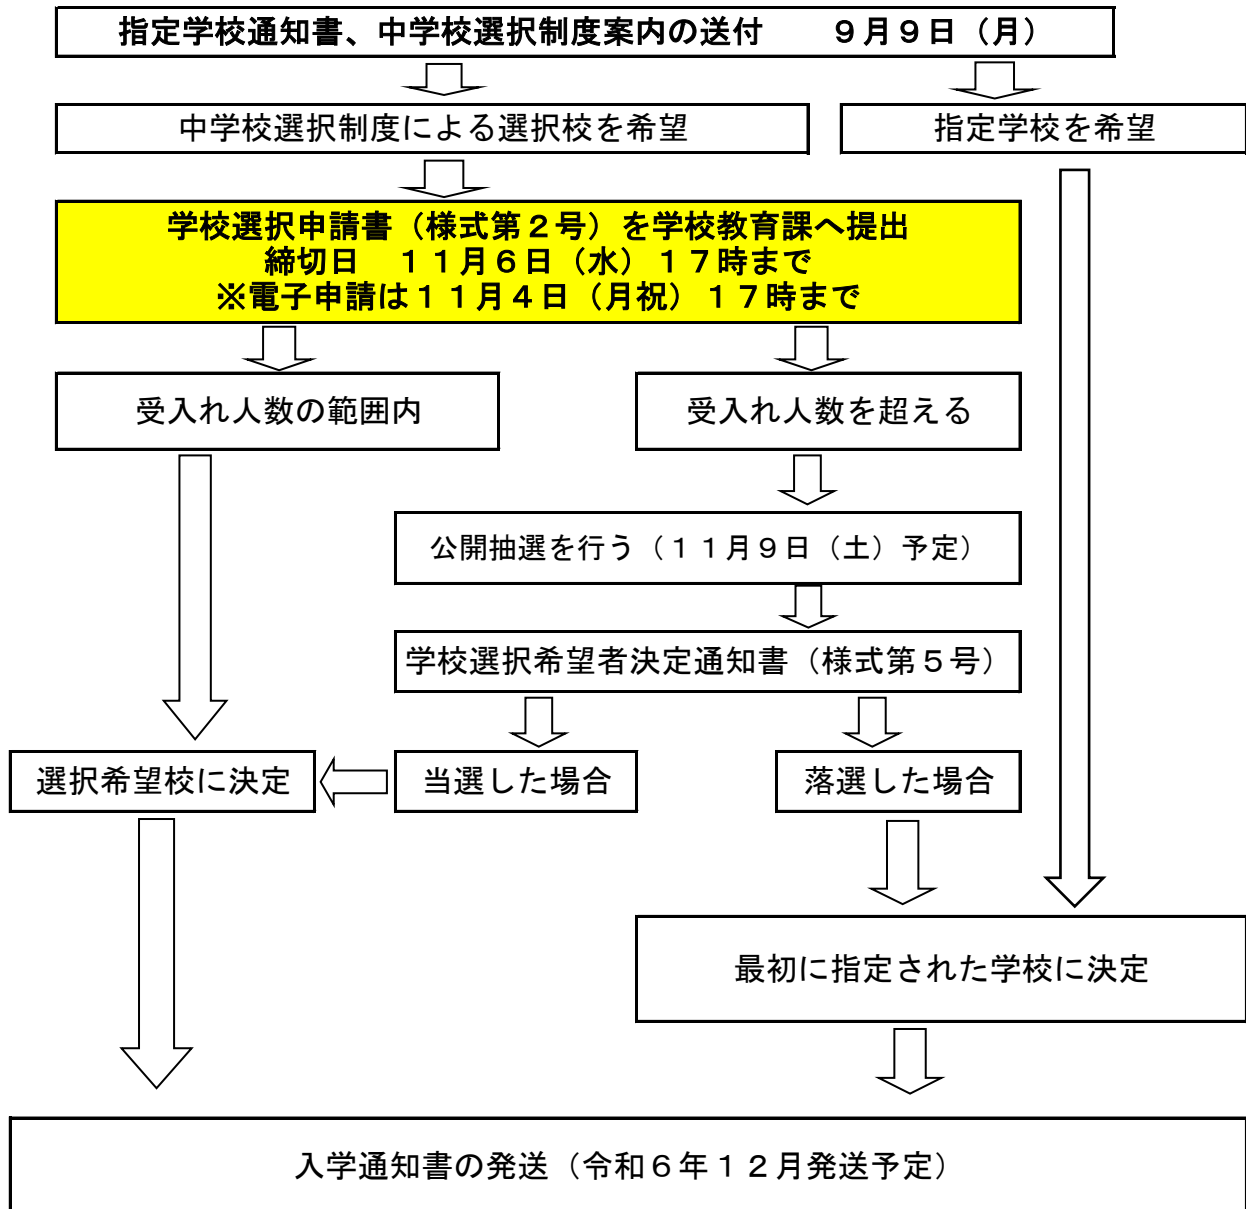 指定学校通知書、中学校選択制度案内の送付　　９月９日（月）
中学校選択制度による選択校を希望
指定学校を希望
学校選択申請書（様式第２号）を学校教育課へ提出
締切日　１１月６日（水）１７時まで
※電子申請は１１月４日（月祝）１７時まで
受入れ人数の範囲内
受入れ人数を超える
公開抽選を行う（１１月９日（土）予定）
学校選択希望者決定通知書（様式第５号）
選択希望校に決定
当選した場合
落選した場合
最初に指定された学校に決定
入学通知書の発送（令和６年１２月発送予定）